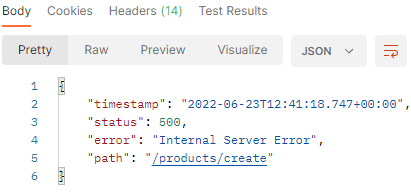 Body Cookies Headers (14) Test Results
Pretty Raw Preview Visualize JSON
1 {
2 "timestamp": "2022-06-23T12:41:18.747+00:00",
3 "status": 500,
4 "error": "Internal Server Error",
5 "path": "/products/create"
6 }